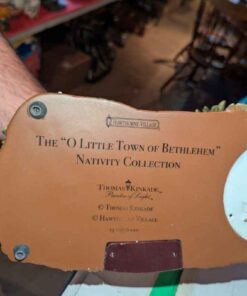 HAWTHORNE VILLAGE
THE "O LITTLE TOWN OF BETHLEHEM"
NATIVITY COLLECTION
THOMAS KINKADE
Painter of Light
© THOMAS KINKADE
© HAWTHORNE VILLAGE